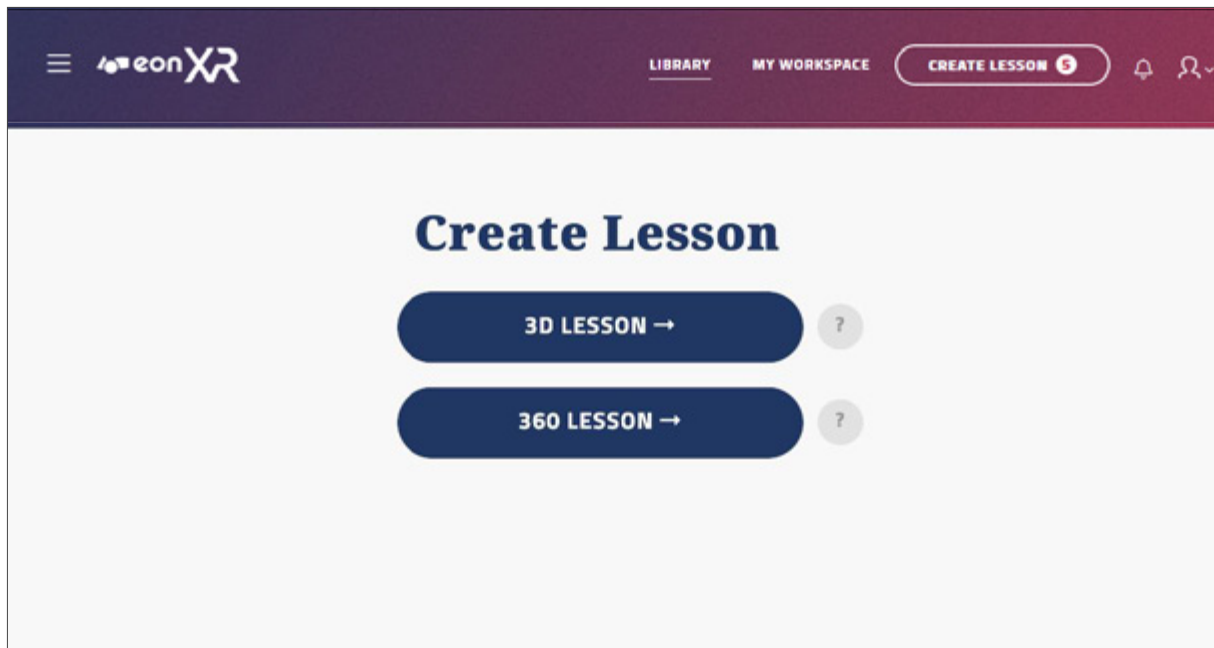 eonXR
LIBRARY MY WORKSPACE CREATE LESSON 5
Create Lesson
3D LESSON → ?
360 LESSON → ?